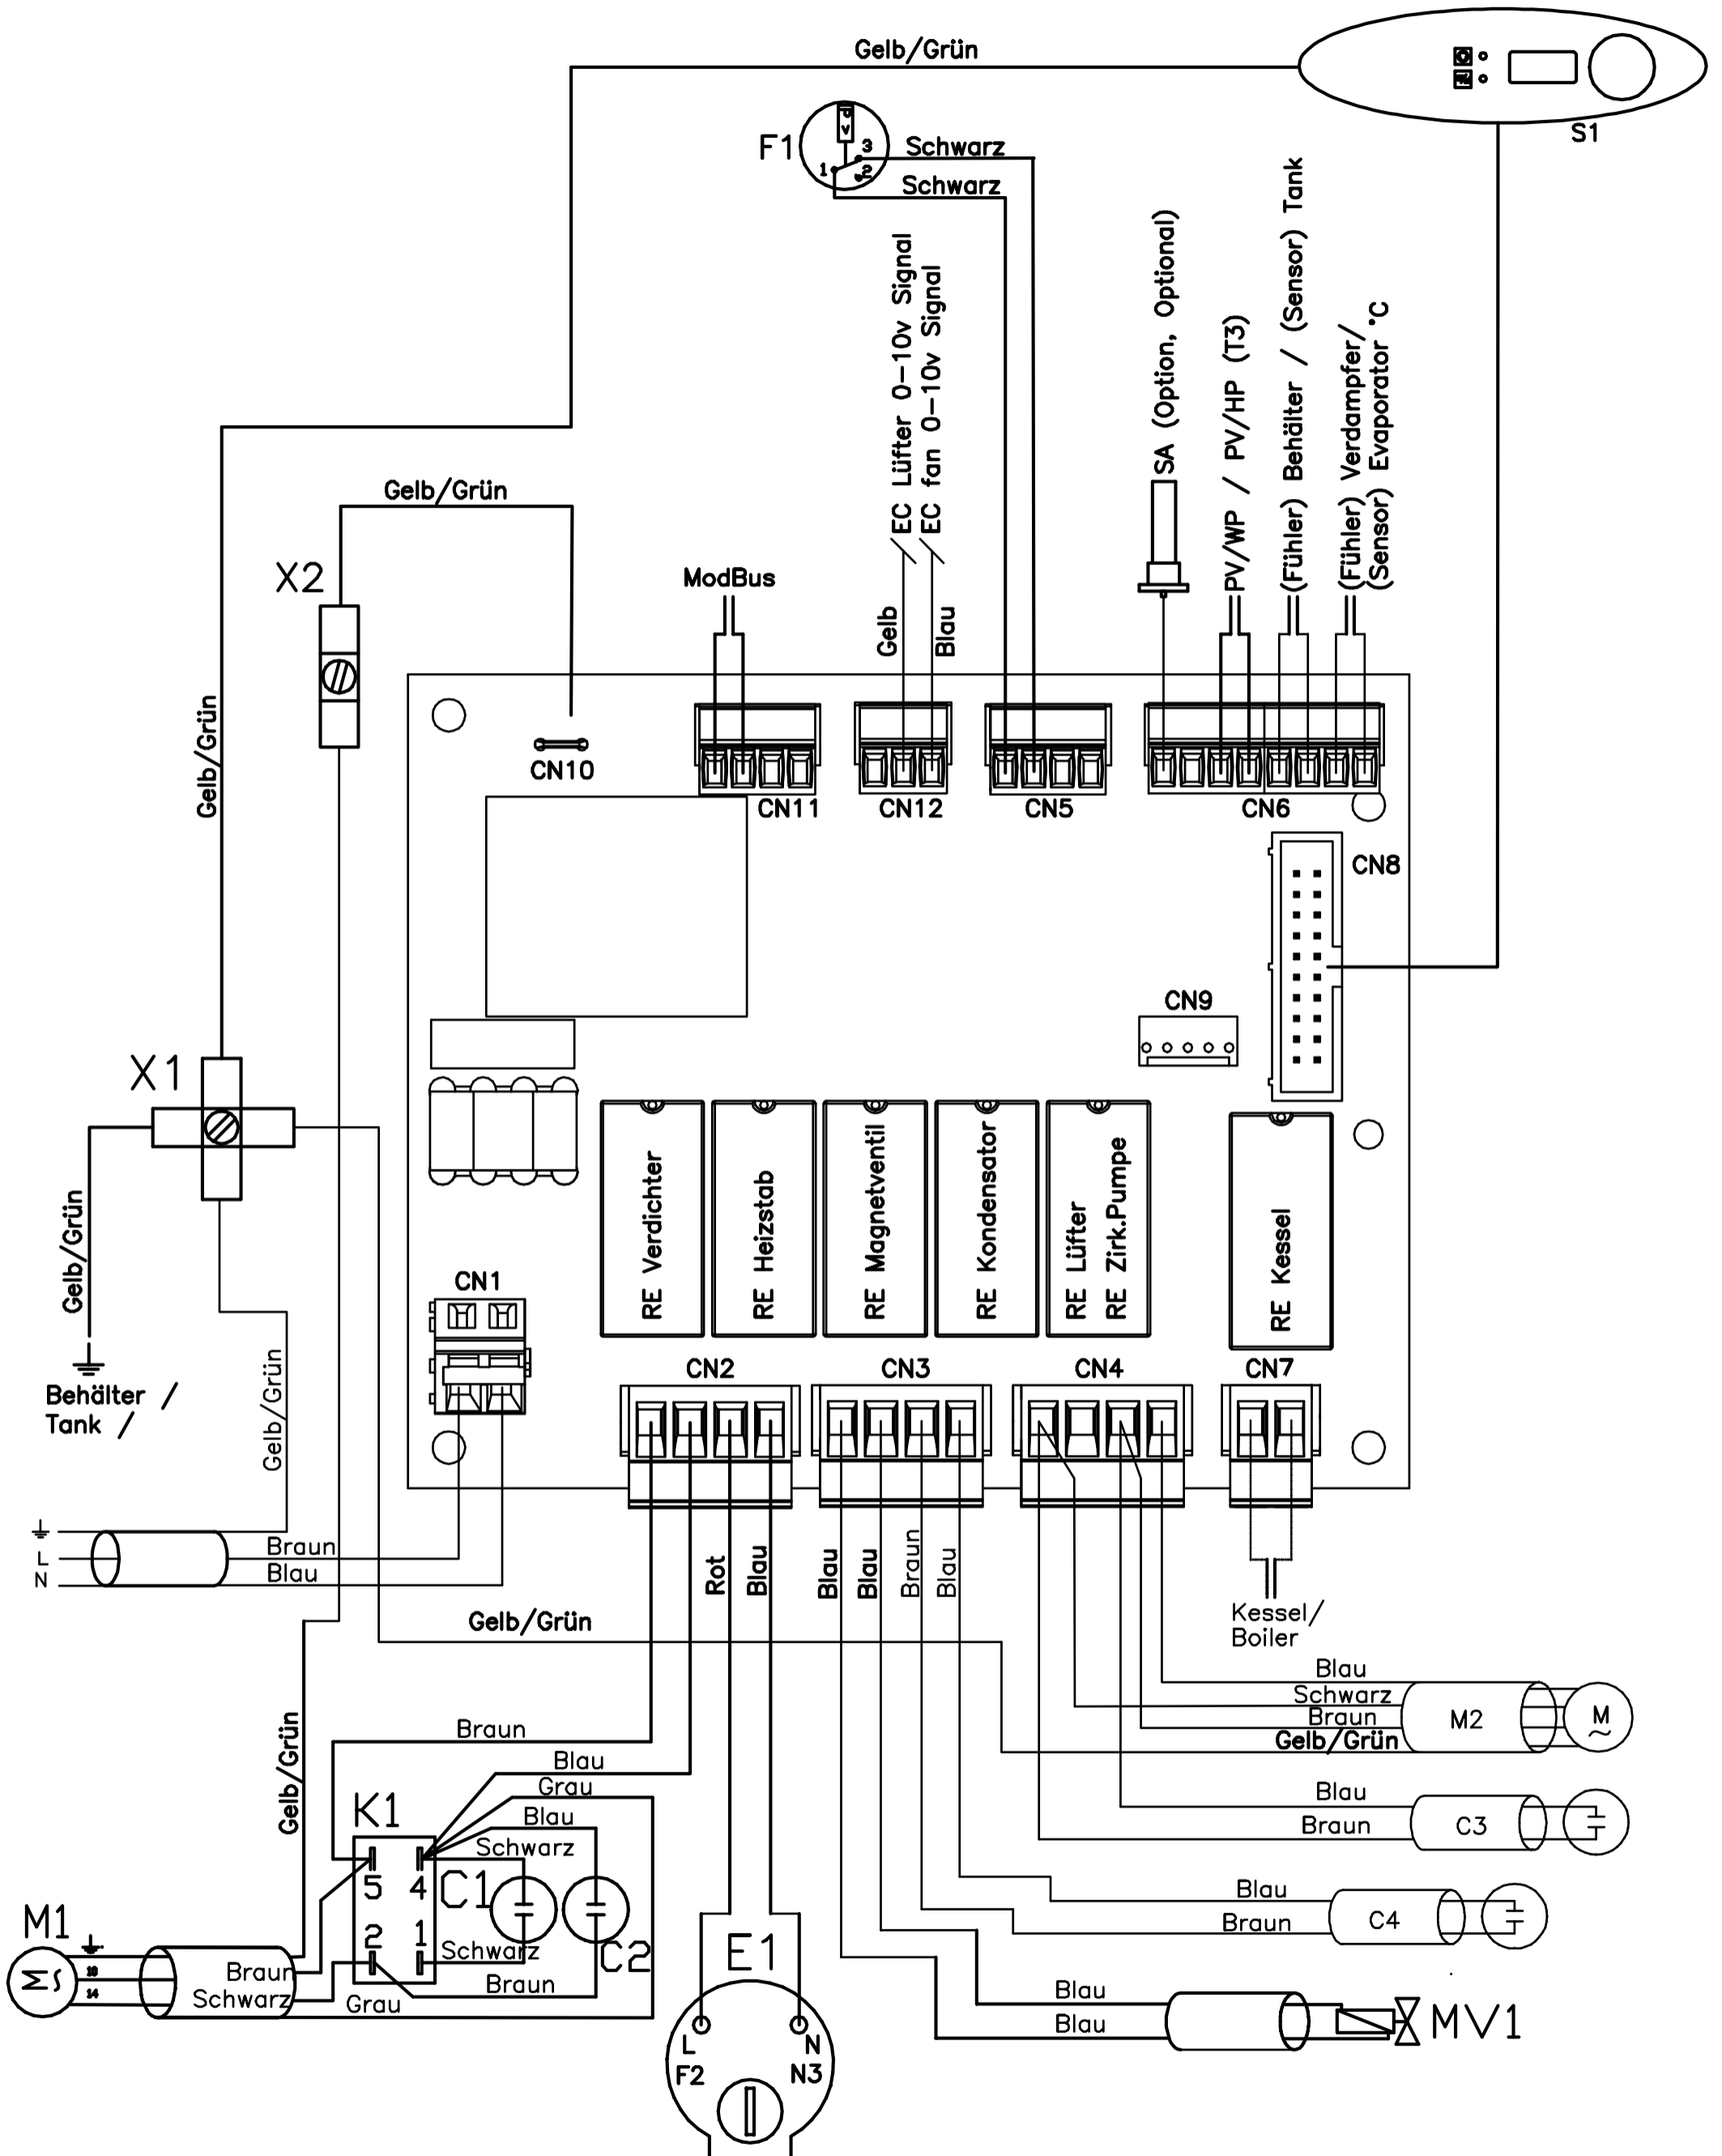 Gelb/Grün
S1
F1
P
V
3
1
2
Schwarz
Schwarz
EC Lüfter 0-10v Signal
EC fan 0-10v Signal
SA (Option, Optional)
PV/WP / PV/HP (T3)
(Fühler) Behälter / (Sensor) Tank
(Fühler) Verdampfer/
(Sensor) Evaporator °C
Gelb/Grün
X2
ModBus
Gelb
Blau
Gelb/Grün
CN10
CN11
CN12
CN5
CN6
CN8
CN9
X1
Gelb/Grün
Behälter /
Tank /
Gelb/Grün
CN1
RE Verdichter
RE Heizstab
RE Magnetventil
RE Kondensator
RE Lüfter
RE Zirk.Pumpe
RE Kessel
CN2
CN3
CN4
CN7
L
N
Braun
Blau
Rot
Blau
Blau
Blau
Braun
Blau
Kessel/
Boiler
Gelb/Grün
Gelb/Grün
Blau
Schwarz
Braun
Gelb/Grün
M2
M
~
Braun
Blau
Grau
Blau
Schwarz
K1
5
4
2
1
C1
C2
Schwarz
Braun
Blau
Braun
C3
Blau
Braun
C4
M1
Braun
Schwarz
Grau
E1
L
F2
N
N3
Blau
Blau
MV1